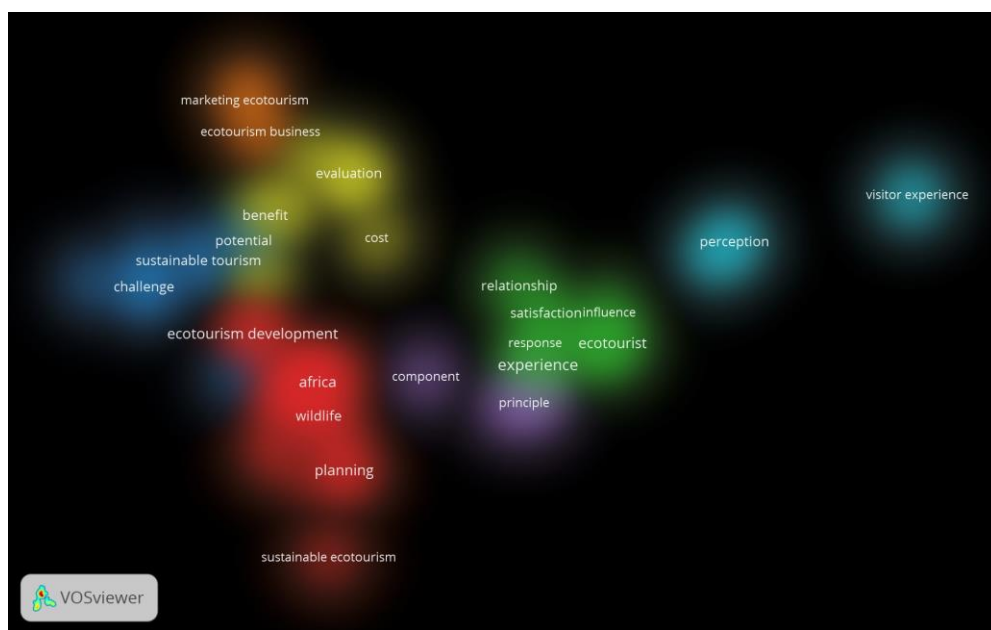 marketing ecotourism
ecotourism business
evaluation
visitor experience
benefit
cost
potential
perception
sustainable tourism
challenge
relationship
satisfaction
influence
ecotourism development
response
ecotourist
experience
component
africa
principle
wildlife
planning
sustainable ecotourism
VOSviewer